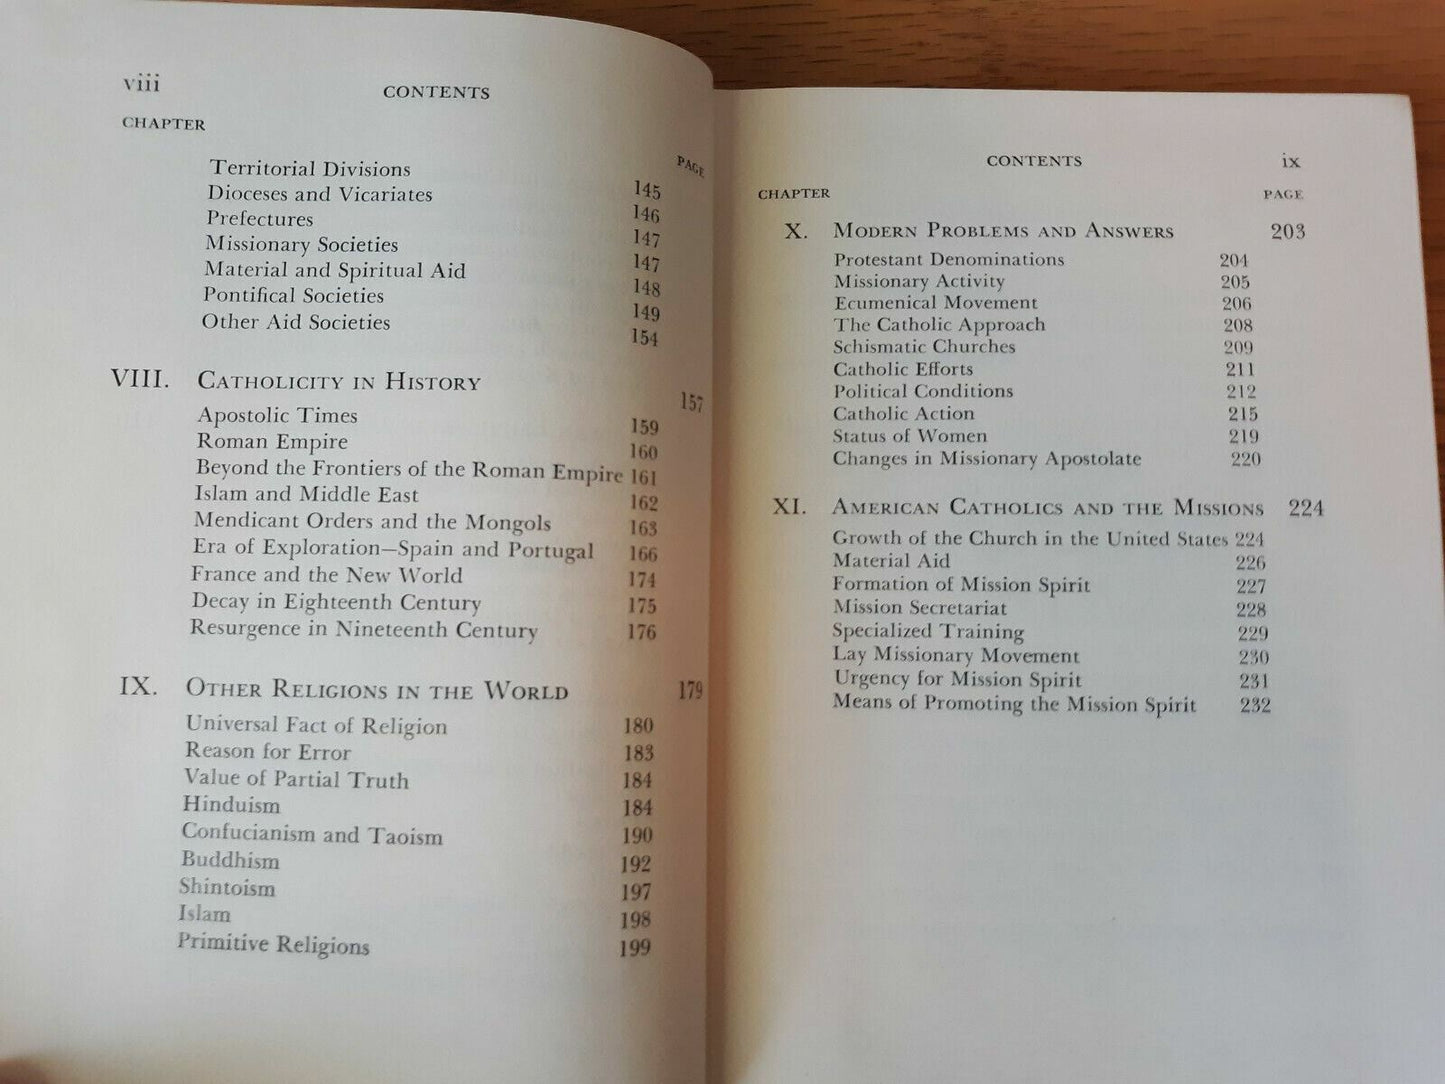 viii
CONTENTS
CHAPTER
PAGE
Territorial Divisions 145
Dioceses and Vicariates 146
Prefectures 147
Missionary Societies 147
Material and Spiritual Aid 148
Pontifical Societies 149
Other Aid Societies 154
VIII. CATHOLICITY IN HISTORY 157
Apostolic Times 159
Roman Empire 160
Beyond the Frontiers of the Roman Empire 161
Islam and Middle East 162
Mendicant Orders and the Mongols 163
Era of Exploration—Spain and Portugal 166
France and the New World 174
Decay in Eighteenth Century 175
Resurgence in Nineteenth Century 176
IX. OTHER RELIGIONS IN THE WORLD 179
Universal Fact of Religion 180
Reason for Error 183
Value of Partial Truth 184
Hinduism 184
Confucianism and Taoism 190
Buddhism 192
Shintoism 197
Islam 198
Primitive Religions 199
CONTENTS ix
CHAPTER PAGE
X. MODERN PROBLEMS AND ANSWERS 203
Protestant Denominations 204
Missionary Activity 205
Ecumenical Movement 206
The Catholic Approach 208
Schismatic Churches 209
Catholic Efforts 211
Political Conditions 212
Catholic Action 215
Status of Women 219
Changes in Missionary Apostolate 220
XI. AMERICAN CATHOLICS AND THE MISSIONS 224
Growth of the Church in the United States 224
Material Aid 226
Formation of Mission Spirit 227
Mission Secretariat 228
Specialized Training 229
Lay Missionary Movement 230
Urgency for Mission Spirit 231
Means of Promoting the Mission Spirit 232